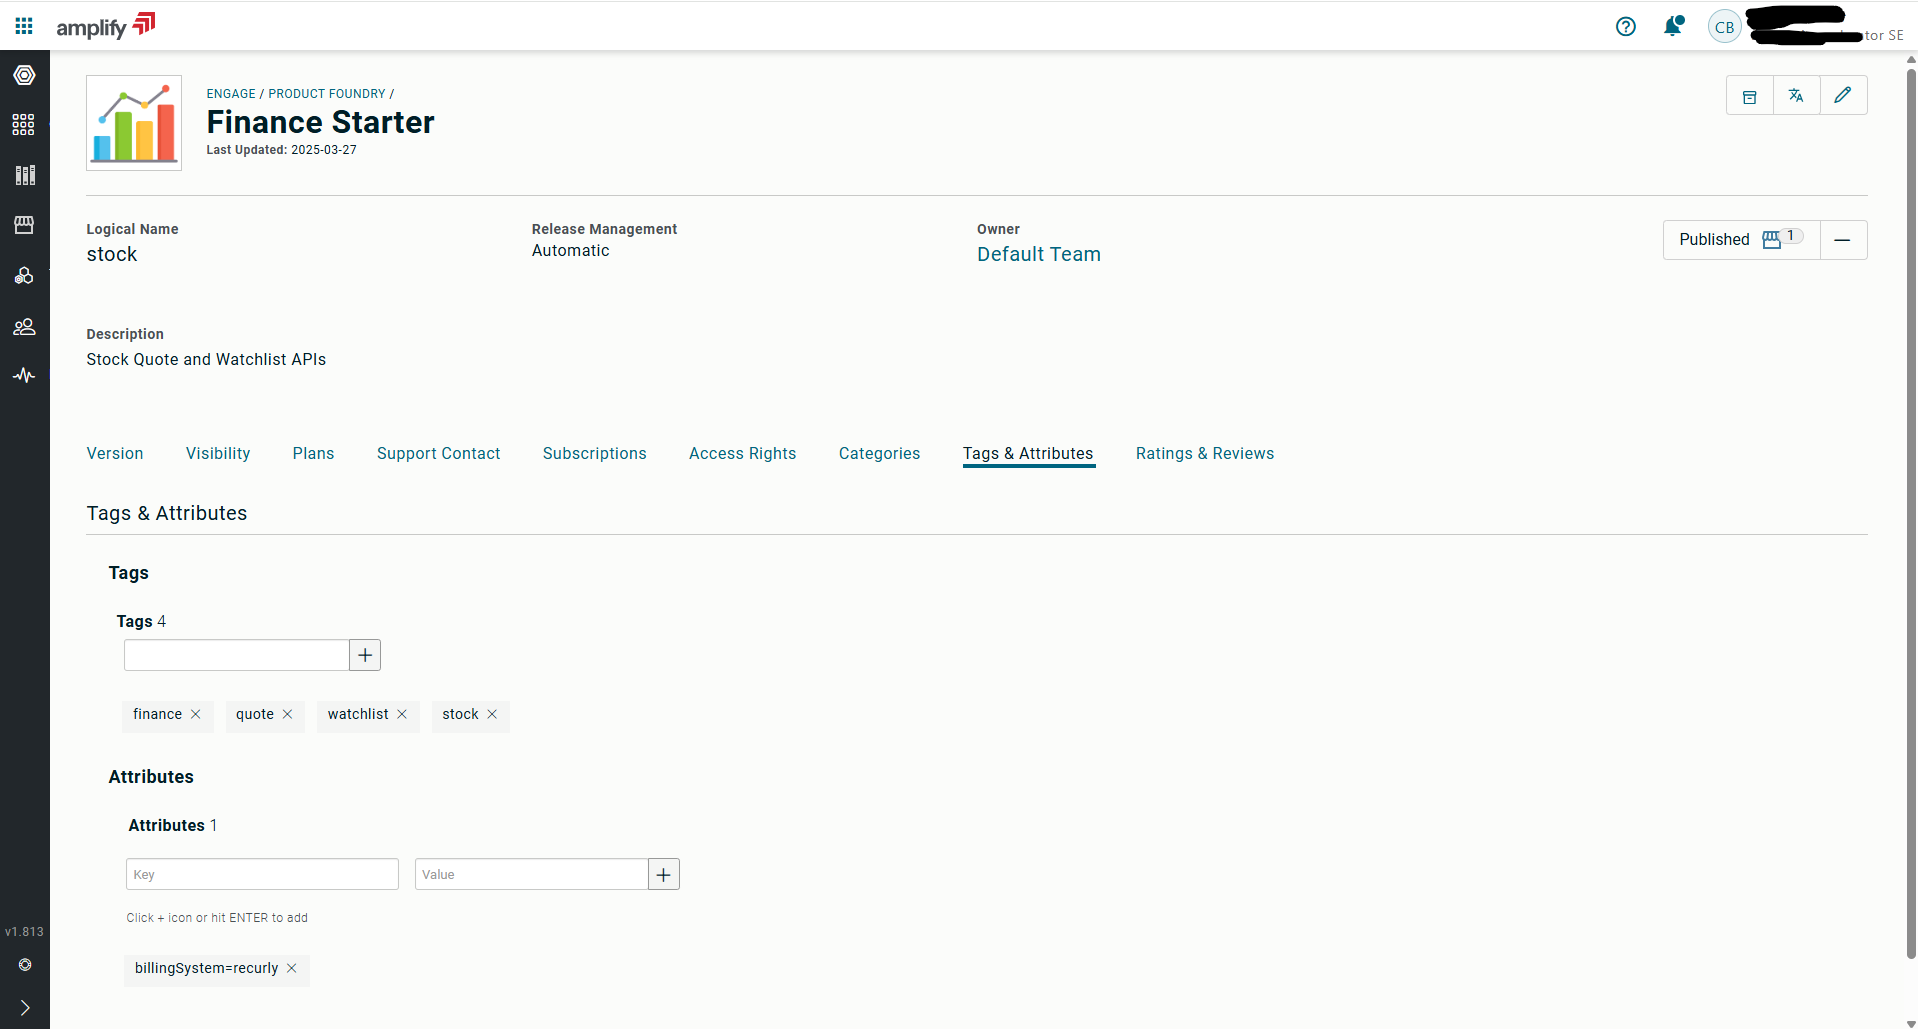 amplify
CB
tor SE
ENGAGE / PRODUCT FOUNDRY /
Finance Starter
Last Updated: 2025-03-27
Logical Name
stock
Release Management
Automatic
Owner
Default Team
Published 1
Description
Stock Quote and Watchlist APIs
Version Visibility Plans Support Contact Subscriptions Access Rights Categories Tags & Attributes Ratings & Reviews
Tags & Attributes
Tags
Tags 4
finance quote watchlist stock
Attributes
Attributes 1
Key Value
Click + icon or hit ENTER to add
billingSystem=recurly
v1.813